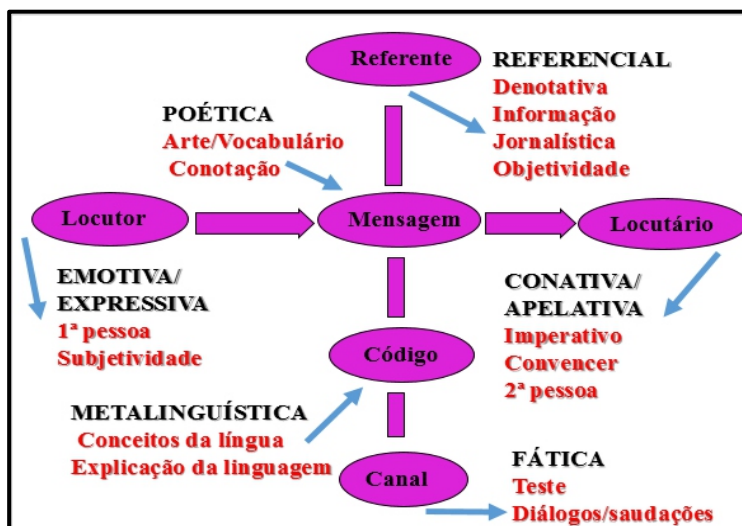 Referente
REFERENCIAL
Denotativa
Informação
Jornalística
Objetividade
POÉTICA
Arte/Vocabulário
Conotação
Locutor
Mensagem
Locutário
EMOTIVA/
EXPRESSIVA
1ª pessoa
Subjetividade
CONATIVA/
APELATIVA
Imperativo
Convencer
2ª pessoa
Código
METALINGUÍSTICA
Conceitos da língua
Explicação da linguagem
Canal
FÁTICA
Teste
Diálogos/saudações